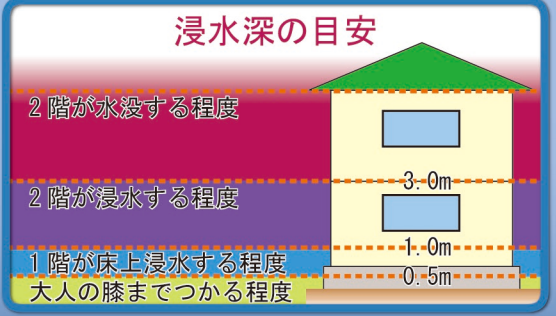 浸水深の目安
2階が水没する程度
3.0m
2階が浸水する程度
1.0m
1階が床上浸水する程度
0.5m
大人の膝までつかる程度